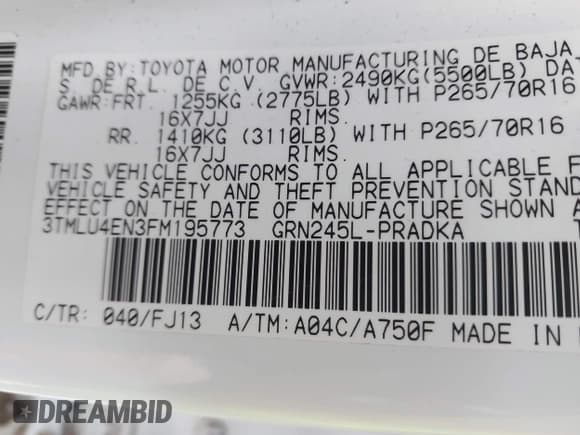 MFD.BY:TOYOTA MOTOR MANUFACTURING DE BAJA
S. DE R.L. DE C.V. GVWR:2490KG(5500LB) DA
GAWR:FRT. 1255KG (2775LB) WITH P265/70R16
16X7JJ RIMS.
RR. 1410KG (3110LB) WITH P265/70R16
16X7JJ RIMS.
THIS VEHICLE CONFORMS TO ALL APPLICABLE F
VEHICLE SAFETY AND THEFT PREVENTION STAND
EFFECT ON THE DATE OF MANUFACTURE SHOWN A
3TMLU4EN3FM195773 GRN245L-PRADKA
C/TR: 040/FJ13 A/TM:A04C/A750F MADE IN
DREAMBID